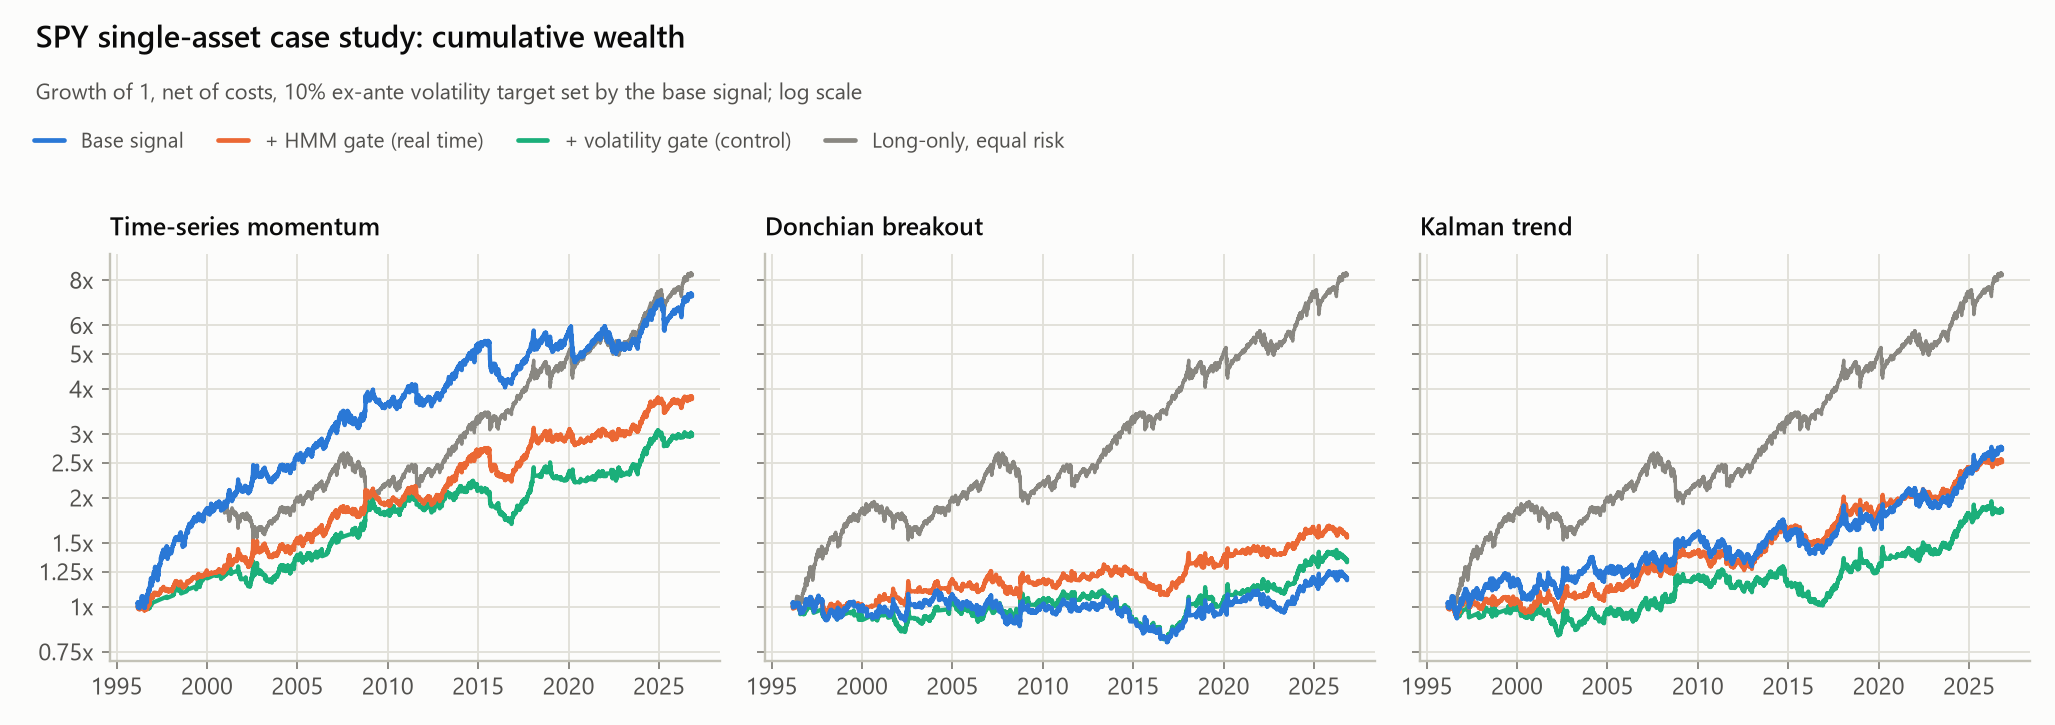 SPY single-asset case study: cumulative wealth
Growth of 1, net of costs, 10% ex-ante volatility target set by the base signal; log scale
Base signal + HMM gate (real time) + volatility gate (control) Long-only, equal risk
Time-series momentum Donchian breakout Kalman trend
8x
6x
5x
4x
3x
2.5x
2x
1.5x
1.25x
1x
0.75x
1995 2000 2005 2010 2015 2020 2025 1995 2000 2005 2010 2015 2020 2025 1995 2000 2005 2010 2015 2020 2025